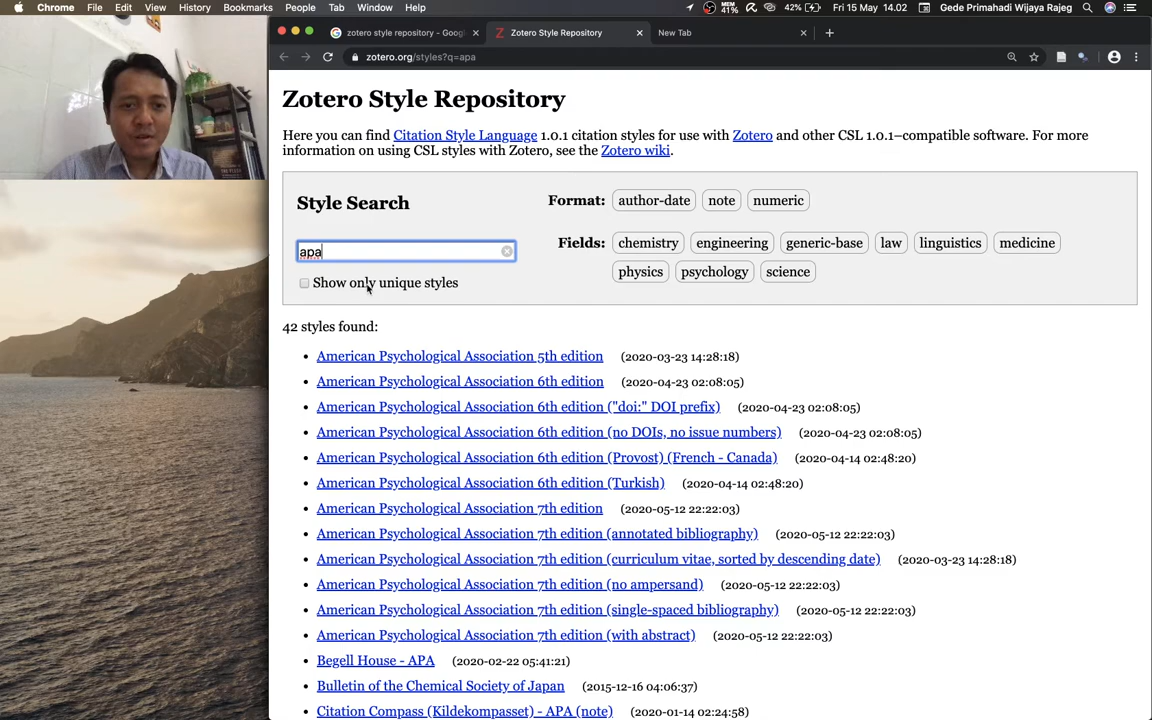 Chrome File Edit View History Bookmarks People Tab Window Help MEM 41% 42% Fri 15 May 14.02 Gede Primahadi Wijaya Rajeg
zotero style repository - Goog
Zotero Style Repository
New Tab
zotero.org/styles?q=apa
Zotero Style Repository
Here you can find Citation Style Language 1.0.1 citation styles for use with Zotero and other CSL 1.0.1–compatible software. For more
information on using CSL styles with Zotero, see the Zotero wiki.
Style Search
apa
Show only unique styles
Format: author-date note numeric
Fields: chemistry engineering generic-base law linguistics medicine
physics psychology science
42 styles found:
• American Psychological Association 5th edition (2020-03-23 14:28:18)
• American Psychological Association 6th edition (2020-04-23 02:08:05)
• American Psychological Association 6th edition ("doi:" DOI prefix) (2020-04-23 02:08:05)
• American Psychological Association 6th edition (no DOIs, no issue numbers) (2020-04-23 02:08:05)
• American Psychological Association 6th edition (Provost) (French - Canada) (2020-04-14 02:48:20)
• American Psychological Association 6th edition (Turkish) (2020-04-14 02:48:20)
• American Psychological Association 7th edition (2020-05-12 22:22:03)
• American Psychological Association 7th edition (annotated bibliography) (2020-05-12 22:22:03)
• American Psychological Association 7th edition (curriculum vitae, sorted by descending date) (2020-03-23 14:28:18)
• American Psychological Association 7th edition (no ampersand) (2020-05-12 22:22:03)
• American Psychological Association 7th edition (single-spaced bibliography) (2020-05-12 22:22:03)
• American Psychological Association 7th edition (with abstract) (2020-05-12 22:22:03)
• Begell House - APA (2020-02-22 05:41:21)
• Bulletin of the Chemical Society of Japan (2015-12-16 04:06:37)
• Citation Compass (Kildekompasset) - APA (note) (2020-01-14 02:24:58)